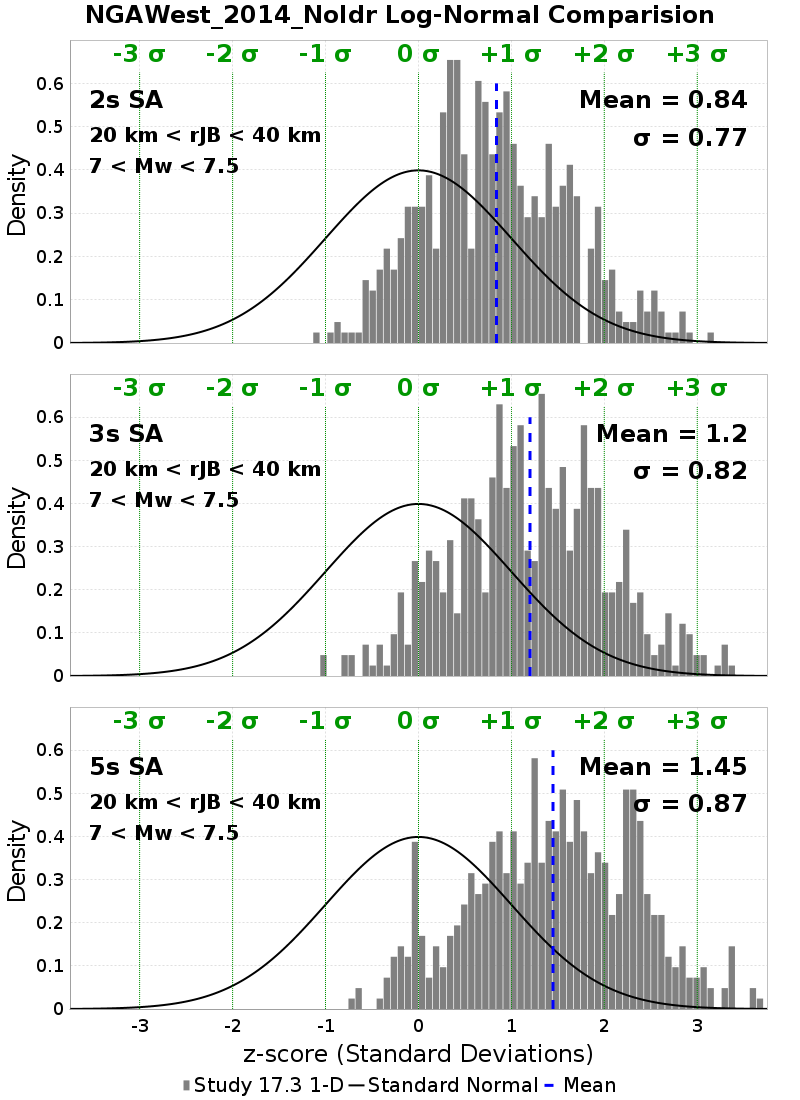 NGAWest_2014_NoIdr Log-Normal Comparision
-3 σ -2 σ -1 σ 0 σ +1 σ +2 σ +3 σ
2s SA
Mean = 0.84
20 km < rJB < 40 km
σ = 0.77
7 < Mw < 7.5
Density
0.6
0.5
0.4
0.3
0.2
0.1
0
-3 σ -2 σ -1 σ 0 σ +1 σ +2 σ +3 σ
3s SA
Mean = 1.2
20 km < rJB < 40 km
σ = 0.82
7 < Mw < 7.5
Density
0.6
0.5
0.4
0.3
0.2
0.1
0
-3 σ -2 σ -1 σ 0 σ +1 σ +2 σ +3 σ
5s SA
Mean = 1.45
20 km < rJB < 40 km
σ = 0.87
7 < Mw < 7.5
Density
0.6
0.5
0.4
0.3
0.2
0.1
0
-3 -2 -1 0 1 2 3
z-score (Standard Deviations)
Study 17.3 1-D Standard Normal Mean